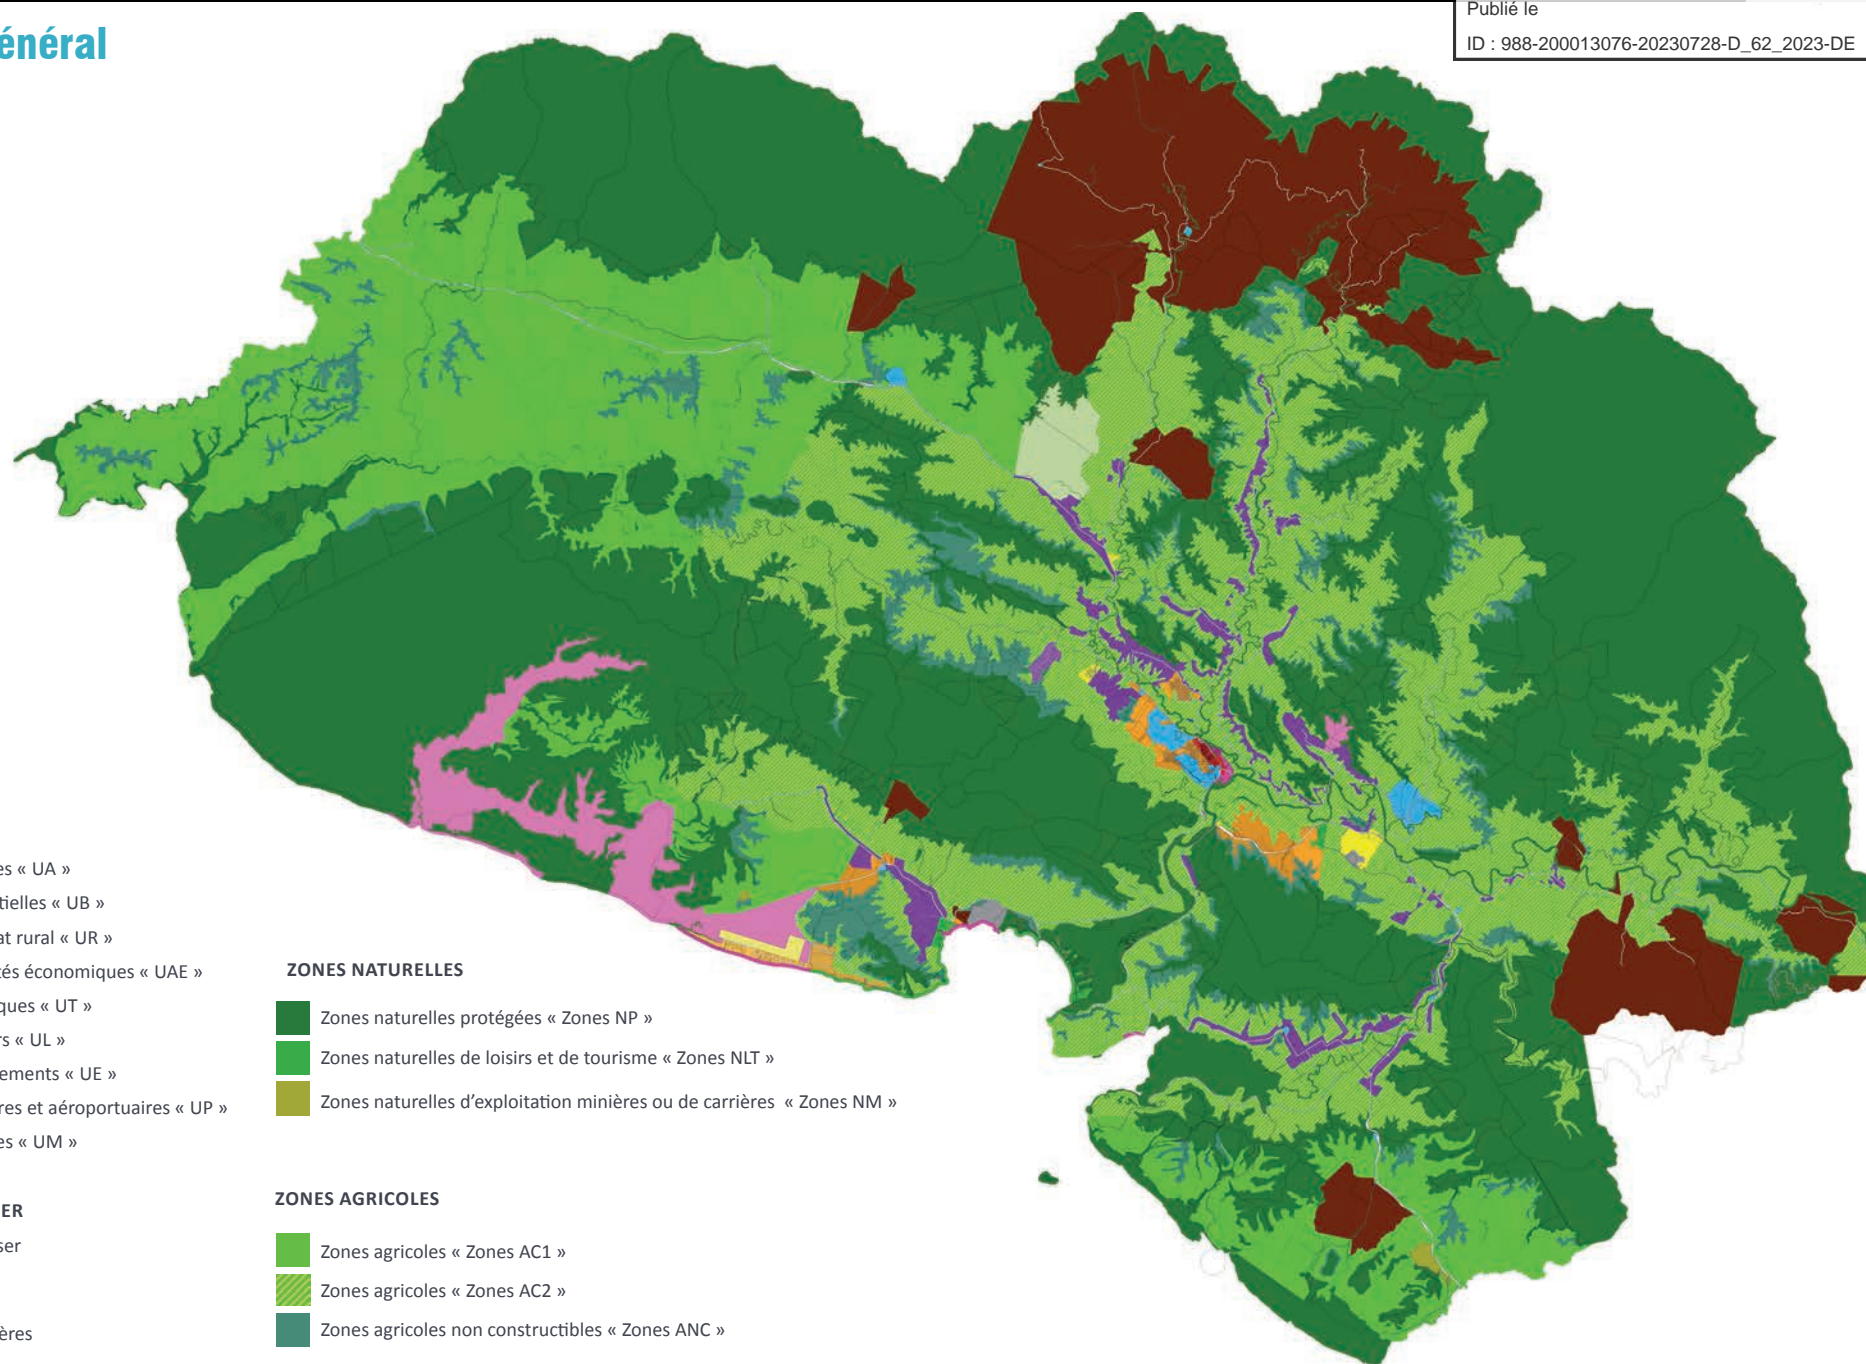 énéral
Publié le
ID : 988-200013076-20230728-D_62_2023-DE
es « UA »
tielles « UB »
at rural « UR »
tés économiques « UAE »
ques « UT »
rs « UL »
ements « UE »
res et aéroportuaires « UP »
es « UM »
ER
ser
ères
ZONES NATURELLES
Zones naturelles protégées « Zones NP »
Zones naturelles de loisirs et de tourisme « Zones NLT »
Zones naturelles d’exploitation minières ou de carrières « Zones NM »
ZONES AGRICOLES
Zones agricoles « Zones AC1 »
Zones agricoles « Zones AC2 »
Zones agricoles non constructibles « Zones ANC »